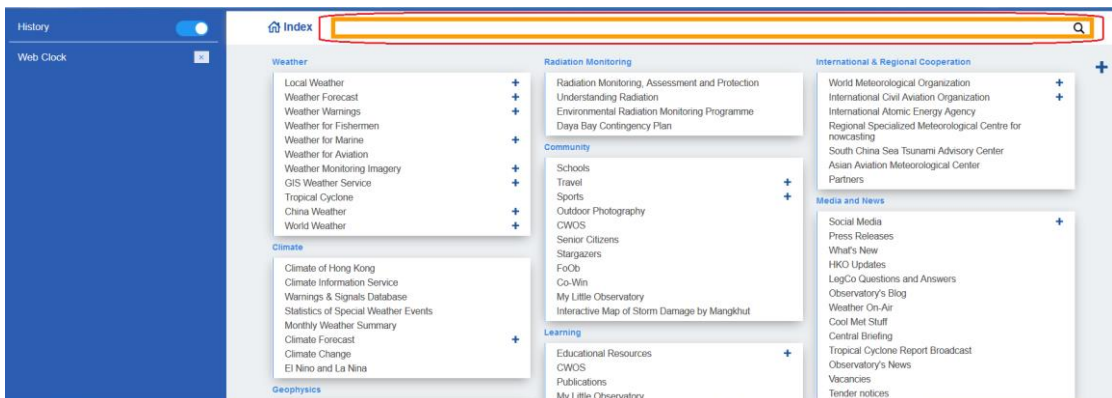 History
Web Clock
Index
Weather
Local Weather
Weather Forecast
Weather Warnings
Weather for Fishermen
Weather for Marine
Weather for Aviation
Weather Monitoring Imagery
GIS Weather Service
Tropical Cyclone
China Weather
World Weather
Climate
Climate of Hong Kong
Climate Information Service
Warnings & Signals Database
Statistics of Special Weather Events
Monthly Weather Summary
Climate Forecast
Climate Change
El Nino and La Nina
Geophysics
Radiation Monitoring
Radiation Monitoring, Assessment and Protection
Understanding Radiation
Environmental Radiation Monitoring Programme
Daya Bay Contingency Plan
Community
Schools
Travel
Sports
Outdoor Photography
CWOS
Senior Citizens
Stargazers
FoOb
Co-Win
My Little Observatory
Interactive Map of Storm Damage by Mangkhut
Learning
Educational Resources
CWOS
Publications
My Little Observatory
International & Regional Cooperation
World Meteorological Organization
International Civil Aviation Organization
International Atomic Energy Agency
Regional Specialized Meteorological Centre for
nowcasting
South China Sea Tsunami Advisory Center
Asian Aviation Meteorological Center
Partners
Media and News
Social Media
Press Releases
What's New
HKO Updates
LegCo Questions and Answers
Observatory's Blog
Weather On-Air
Cool Met Stuff
Central Briefing
Tropical Cyclone Report Broadcast
Observatory's News
Vacancies
Tender notices